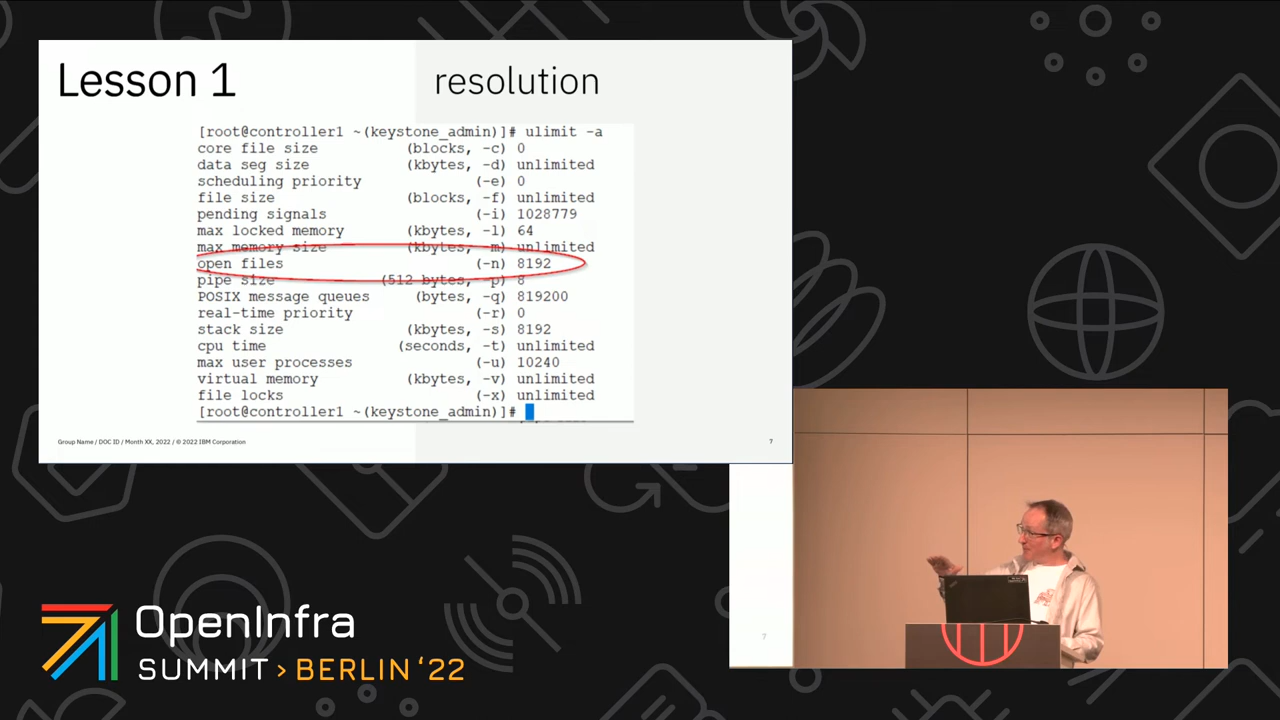 Lesson 1
resolution
[root@controller1 ~(keystone_admin)]# ulimit -a
core file size (blocks, -c) 0
data seg size (kbytes, -d) unlimited
scheduling priority (-e) 0
file size (blocks, -f) unlimited
pending signals (-i) 1028779
max locked memory (kbytes, -l) 64
max memory size (kbytes, -m) unlimited
open files (-n) 8192
pipe size (512 bytes, -p) 8
POSIX message queues (bytes, -q) 819200
real-time priority (-r) 0
stack size (kbytes, -s) 8192
cpu time (seconds, -t) unlimited
max user processes (-u) 10240
virtual memory (kbytes, -v) unlimited
file locks (-x) unlimited
[root@controller1 ~(keystone_admin)]#
Group Name / DOC ID / Month XX, 2022 / © 2022 IBM Corporation
7
7
OpenInfra
SUMMIT > BERLIN '22